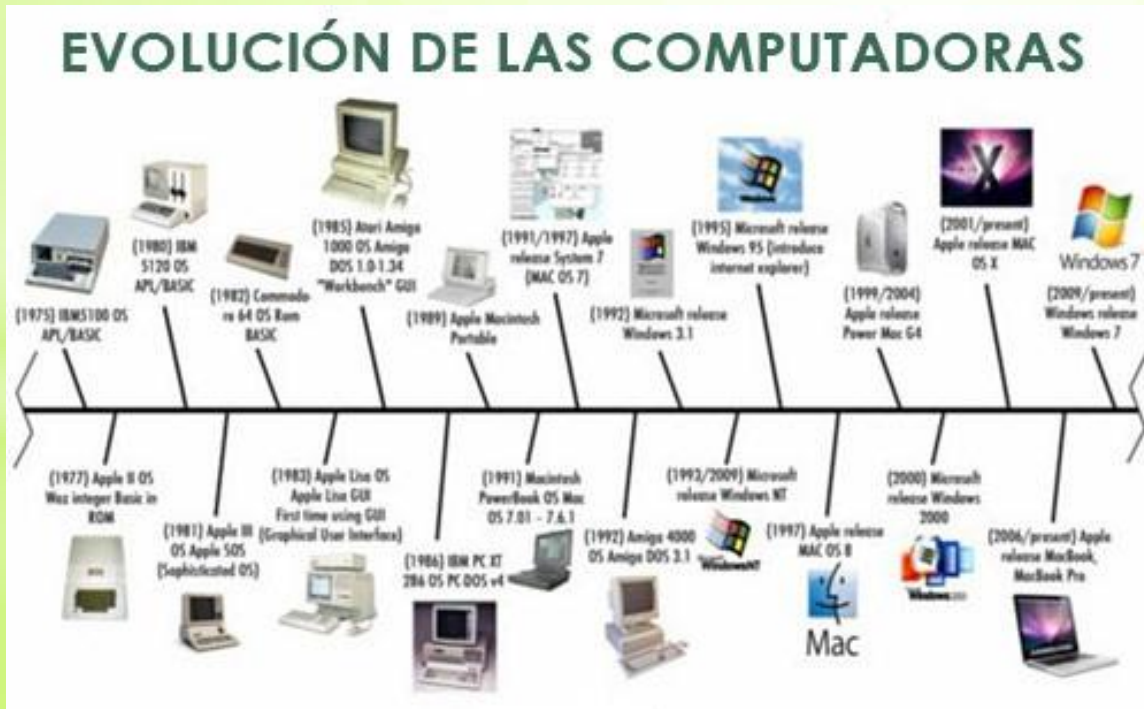 EVOLUCIÓN DE LAS COMPUTADORAS
(1975) IBM5100 OS
APL/BASIC
(1980) IBM
5120 OS
APL/BASIC
(1982) Commodo-
re 64 OS Rom
BASIC
(1985) Atari Amiga
1000 OS Amiga
DOS 1.0-1.34
"Workbench" GUI
(1989) Apple Macintosh
Portable
(1991/1997) Apple
release System 7
(MAC OS 7)
(1992) Microsoft release
Windows 3.1
(1995) Microsoft release
Windows 95 (introduce
internet explorer)
(1999/2004)
Apple release
Power Mac G4
X
(2001/present)
Apple release MAC
OS X
Windows 7
(2009/present)
Windows release
Windows 7
(1977) Apple II OS
Woz integer Basic in
ROM
(1981) Apple III
OS Apple SOS
(Sophisticated OS)
(1983) Apple Lisa OS
Apple Lisa GUI
First time using GUI
(Graphical User Interface)
(1986) IBM PC XT
286 OS PC DOS v4
(1991) Macintosh
PowerBook OS Mac
OS 7.01 - 7.6.1
(1992) Amiga 4000
OS Amiga DOS 3.1
(1993/2009) Microsoft
release Windows NT
WindowsNT
(1997) Apple release
MAC OS 8
Mac
(2000) Microsoft
release Windows
2000
(2006/present) Apple
release MacBook,
MacBook Pro